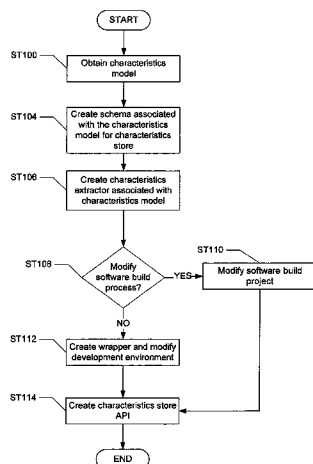 START
ST100
Obtain characteristics
model
ST104
Create schema associated
with the characteristics
model for characteristics
store
ST106
Create characteristics
extractor associated with
characteristics model
ST108
Modify
software build
process?
YES
ST110
Modify software build
project
NO
ST112
Create wrapper and modify
development environment
ST114
Create characteristics store
API
END